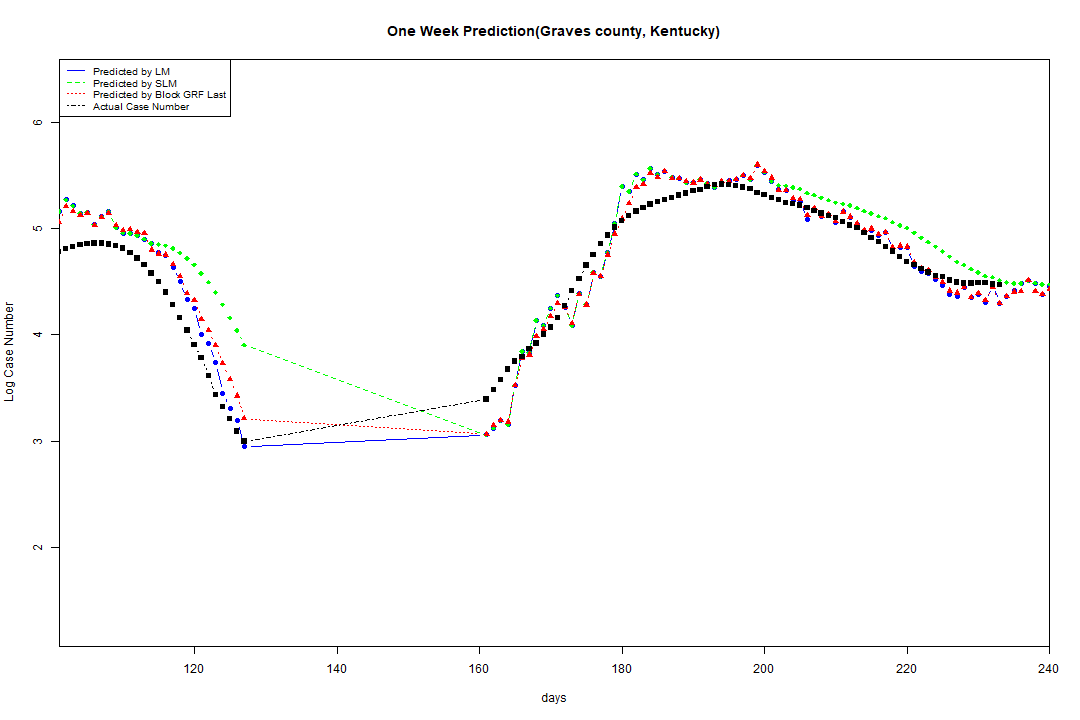 One Week Prediction(Graves county, Kentucky)
Predicted by LM
Predicted by SLM
Predicted by Block GRF Last
Actual Case Number
6
5
4
3
2
Log Case Number
120 140 160 180 200 220 240
days